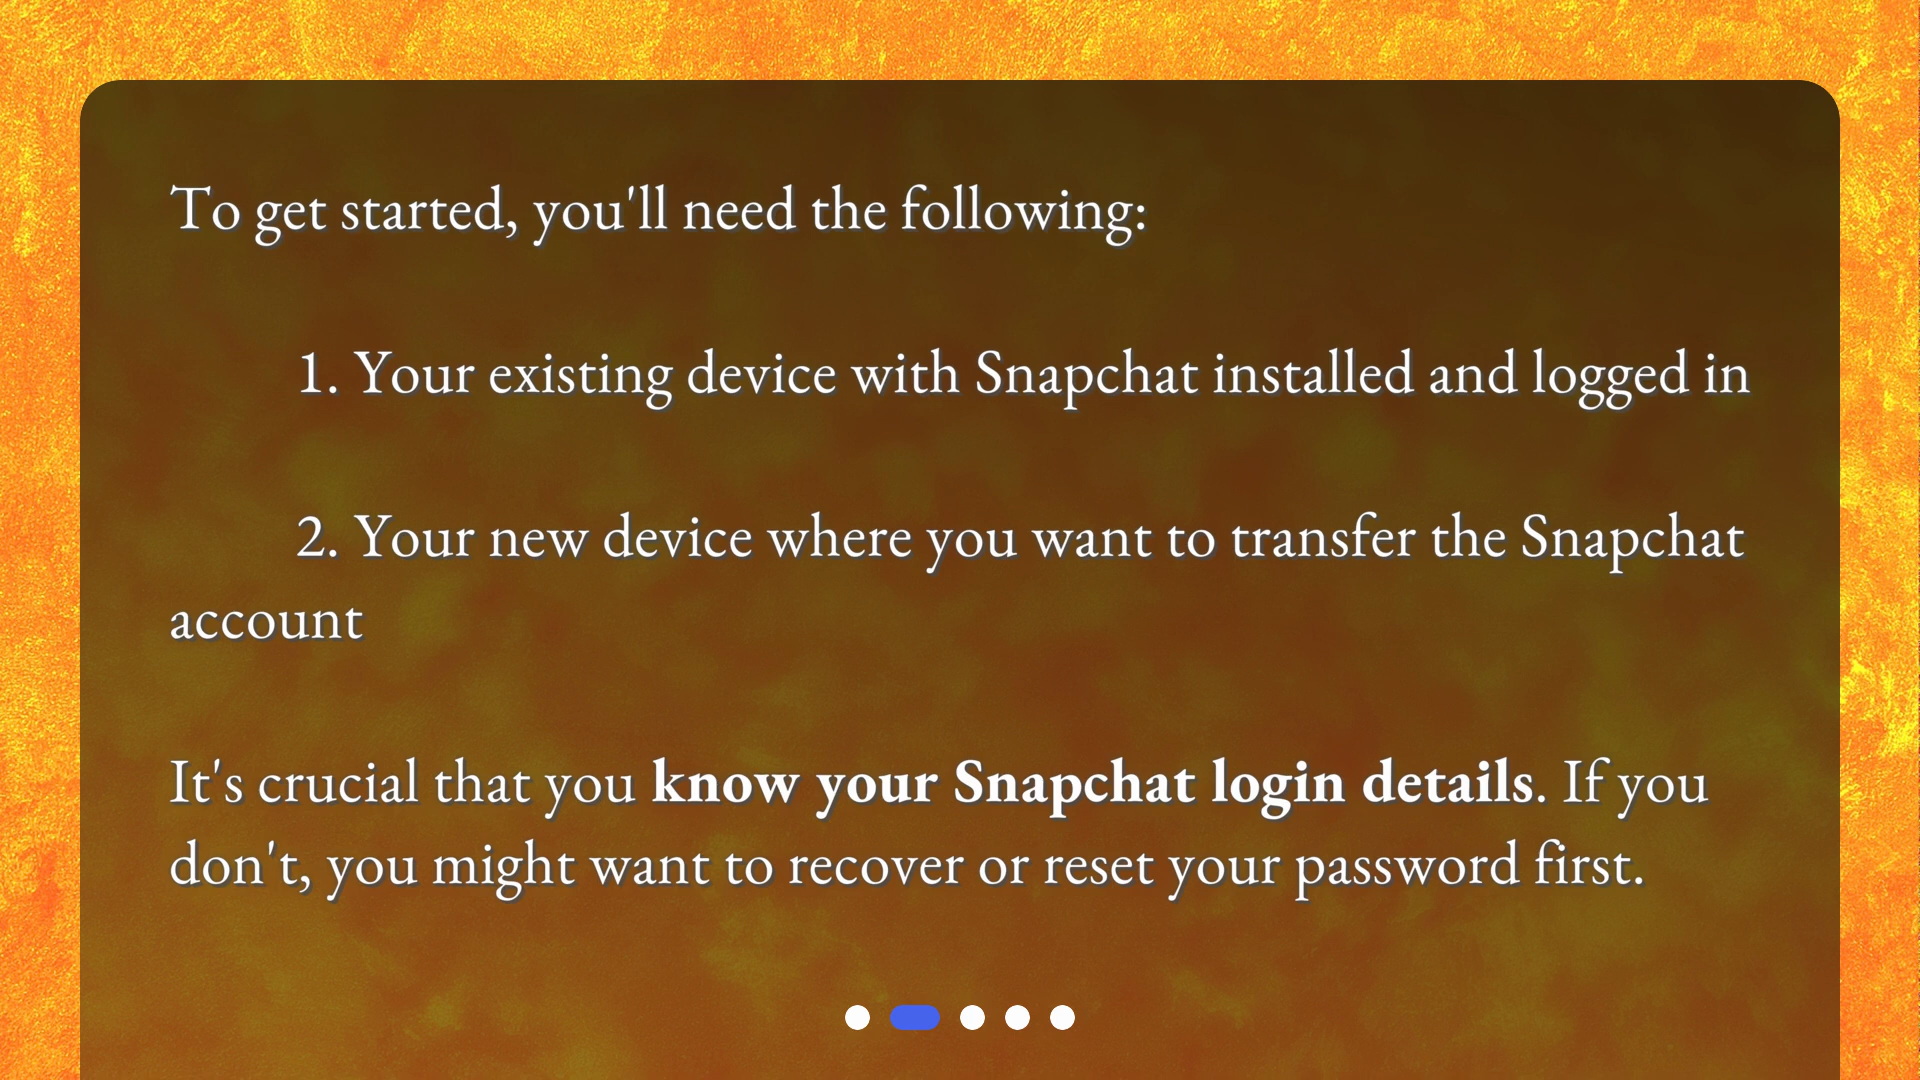 To get started, you'll need the following:
1. Your existing device with Snapchat installed and logged in
2. Your new device where you want to transfer the Snapchat
account
It's crucial that you know your Snapchat login details. If you
don't, you might want to recover or reset your password first.